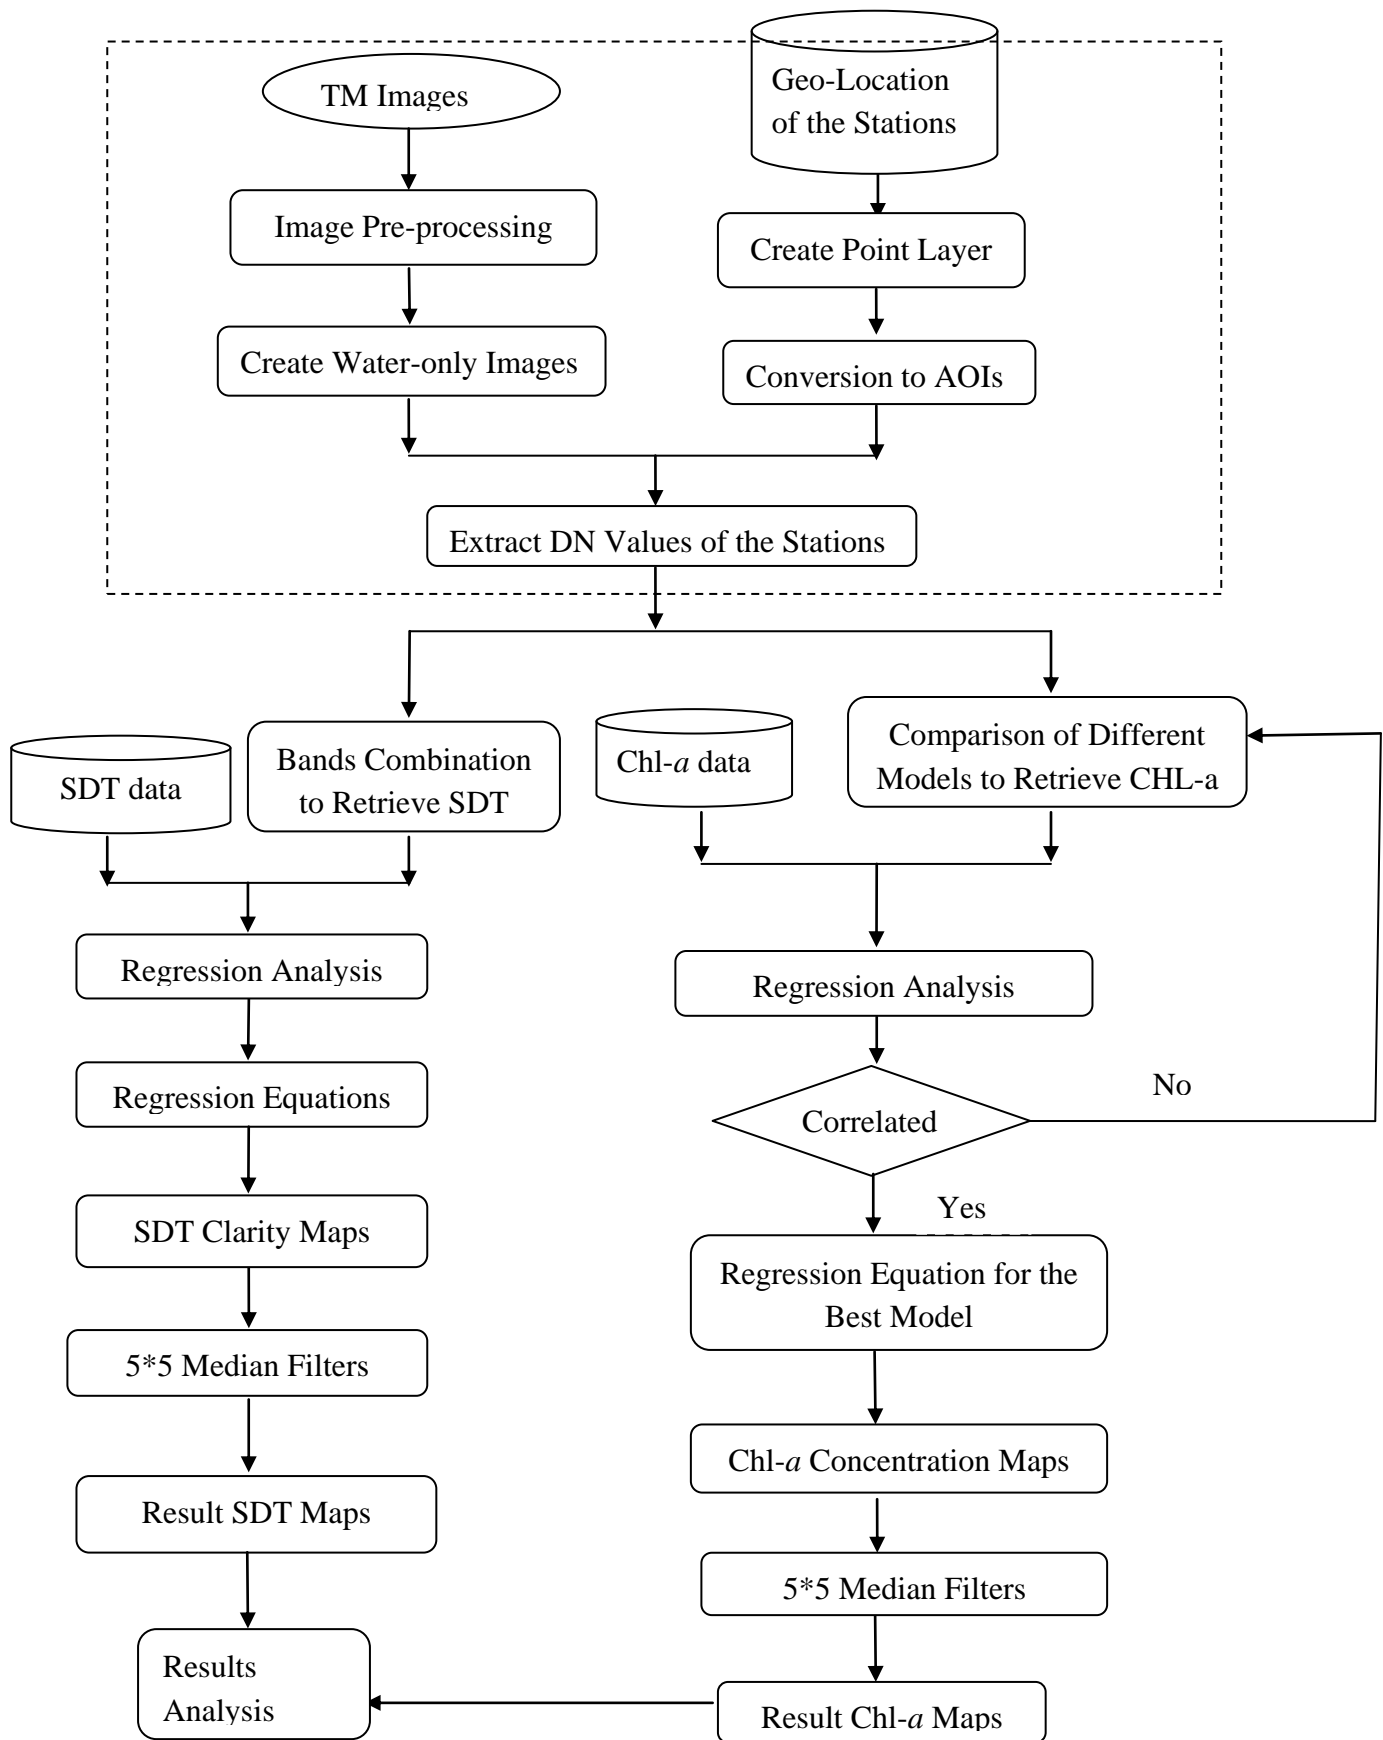 TM Images
Geo-Location
of the Stations
Image Pre-processing
Create Point Layer
Create Water-only Images
Conversion to AOIs
Extract DN Values of the Stations
SDT data
Bands Combination
to Retrieve SDT
Chl-a data
Comparison of Different
Models to Retrieve CHL-a
Regression Analysis
Regression Analysis
Regression Equations
Correlated
No
Yes
SDT Clarity Maps
Regression Equation for the
Best Model
5*5 Median Filters
Chl-a Concentration Maps
Result SDT Maps
5*5 Median Filters
Results
Analysis
Result Chl-a Maps